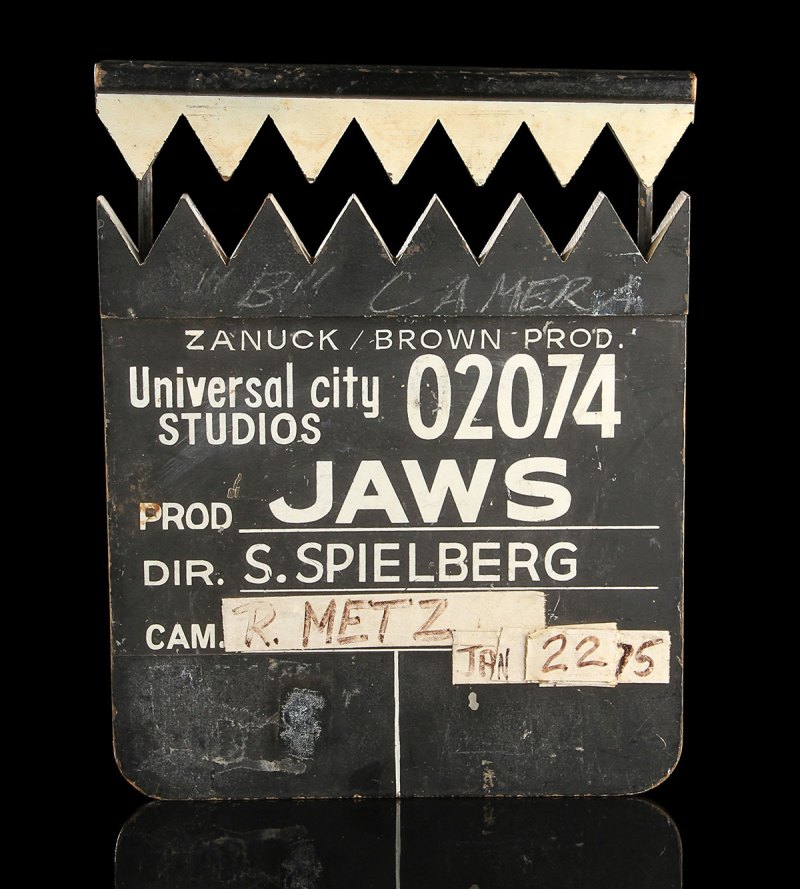 "B" CAMERA
ZANUCK / BROWN PROD.
Universal city 02074
STUDIOS
PROD JAWS
DIR. S. SPIELBERG
CAM. R. METZ
JAN 22 75